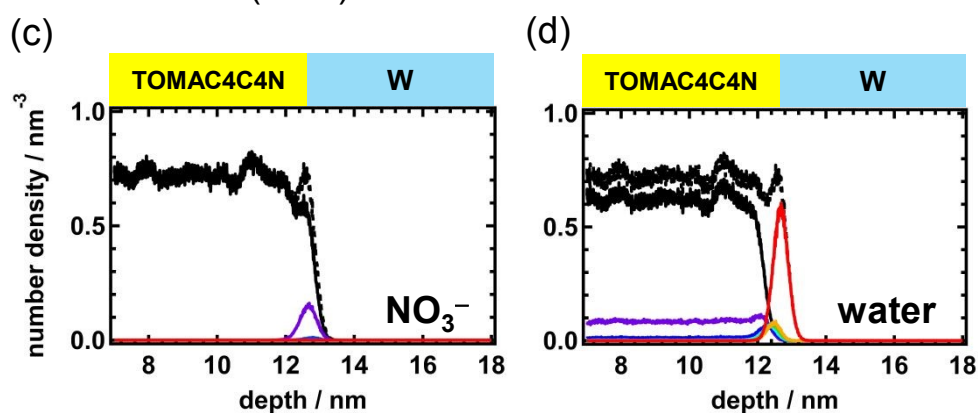 (c)
(d)
TOMAC4C4N W
TOMAC4C4N W
number density / nm⁻³
1.0
0.5
0.0
NO₃⁻
8 10 12 14 16 18
depth / nm
1.0
0.5
0.0
water
8 10 12 14 16 18
depth / nm